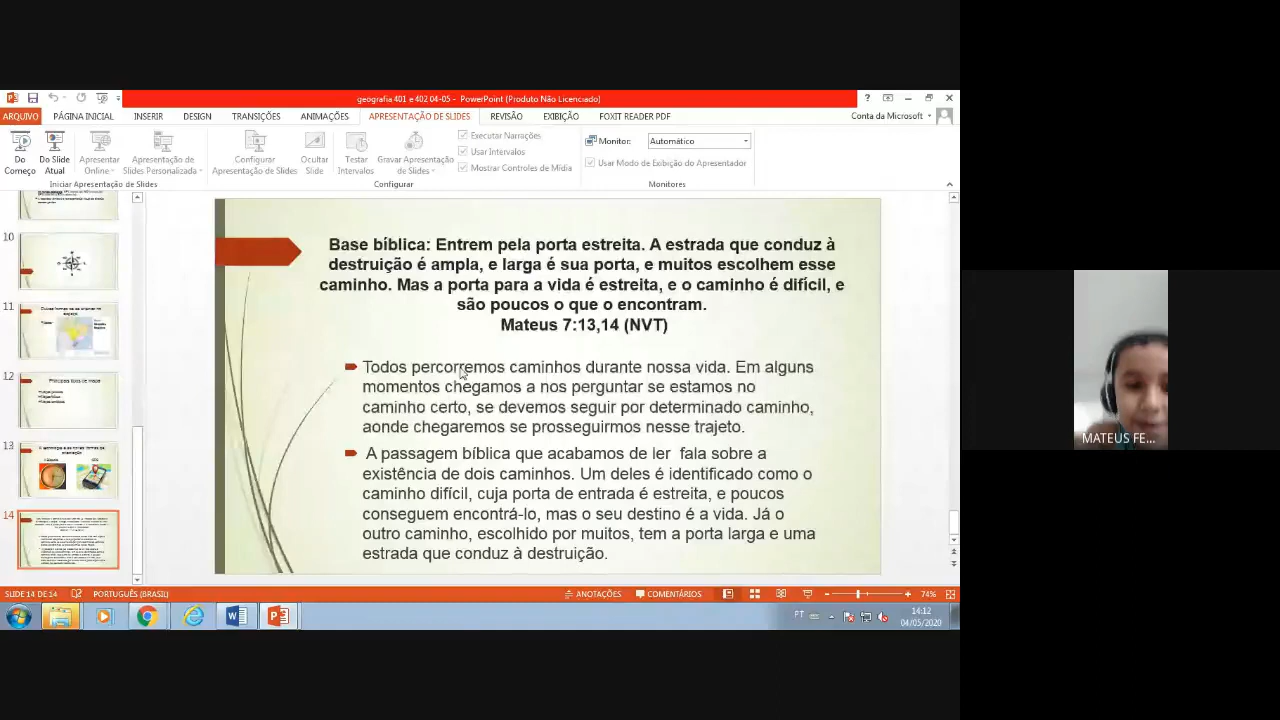 geografia 401 e 402 04-05 - PowerPoint (Produto Não Licenciado)
ARQUIVO PÁGINA INICIAL INSERIR DESIGN TRANSIÇÕES ANIMAÇÕES APRESENTAÇÃO DE SLIDES REVISÃO EXIBIÇÃO FOXIT READER PDF Conta da Microsoft
Do Começo
Do Slide Atual
Apresentar Online
Apresentação de Slides Personalizada
Iniciar Apresentação de Slides
Configurar Apresentação de Slides
Ocultar Slide
Testar Intervalos
Gravar Apresentação de Slides
Executar Narrações
Usar Intervalos
Mostrar Controles de Mídia
Configurar
Monitor: Automático
Usar Modo de Exibição do Apresentador
Monitores
10
11
12
Principais tipos de mapa
13
14
Base bíblica: Entrem pela porta estreita. A estrada que conduz à
destruição é ampla, e larga é sua porta, e muitos escolhem esse
caminho. Mas a porta para a vida é estreita, e o caminho é difícil, e
são poucos o que o encontram.
Mateus 7:13,14 (NVT)
Todos percorremos caminhos durante nossa vida. Em alguns
momentos chegamos a nos perguntar se estamos no
caminho certo, se devemos seguir por determinado caminho,
aonde chegaremos se prosseguirmos nesse trajeto.
A passagem bíblica que acabamos de ler fala sobre a
existência de dois caminhos. Um deles é identificado como o
caminho difícil, cuja porta de entrada é estreita, e poucos
conseguem encontrá-lo, mas o seu destino é a vida. Já o
outro caminho, escolhido por muitos, tem a porta larga e uma
estrada que conduz à destruição.
MATEUS FE...
SLIDE 14 DE 14 PORTUGUÊS (BRASIL) ANOTAÇÕES COMENTÁRIOS 74%
PT 14:12
04/05/2020